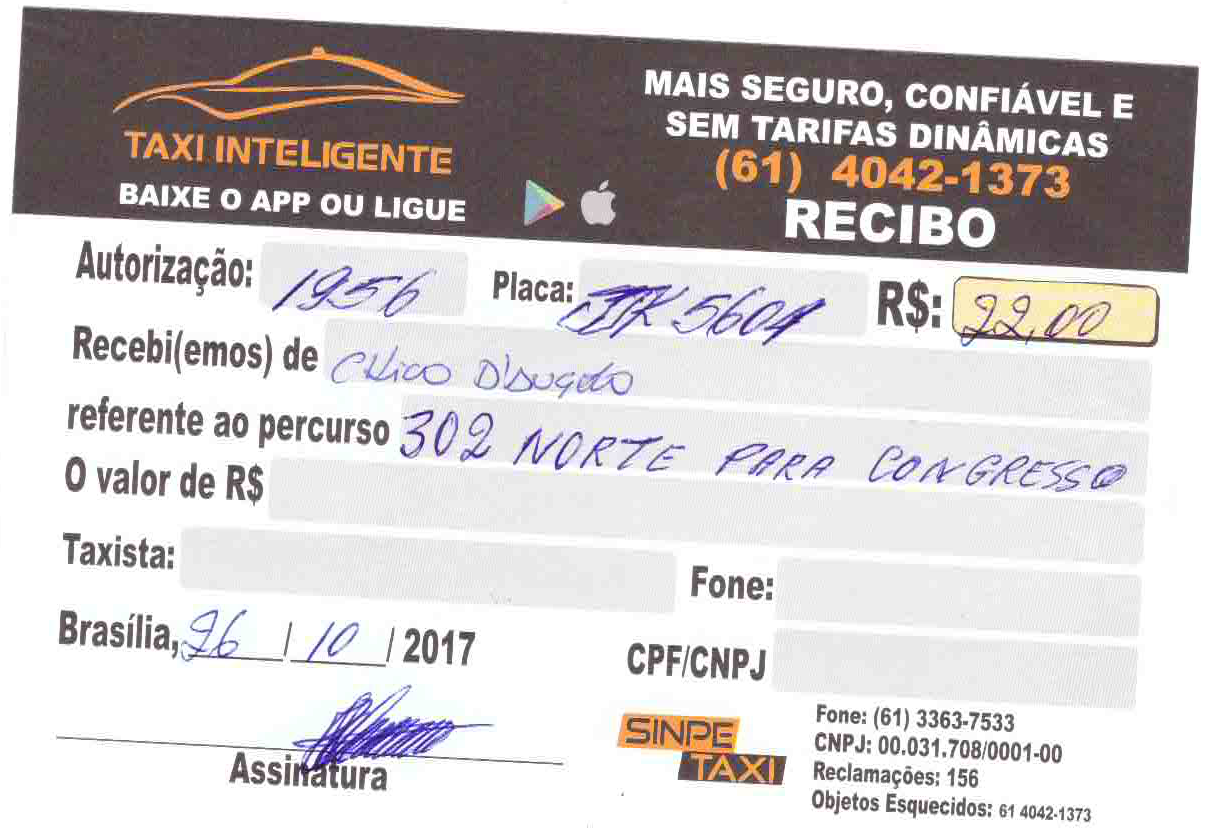 TAXI INTELIGENTE
BAIXE O APP OU LIGUE
MAIS SEGURO, CONFIÁVEL E
SEM TARIFAS DINÂMICAS
(61) 4042-1373
RECIBO
Autorização: 1956 Placa: JJK 5604 R$: 22,00
Recebi(emos) de Chico D'Angelo
referente ao percurso 302 NORTE PARA CONGRESSO
O valor de R$
Taxista:
Fone:
Brasília, 26 / 10 / 2017
CPF/CNPJ
Assinatura
SINPE
TAXI
Fone: (61) 3363-7533
CNPJ: 00.031.708/0001-00
Reclamações: 156
Objetos Esquecidos: 61 4042-1373